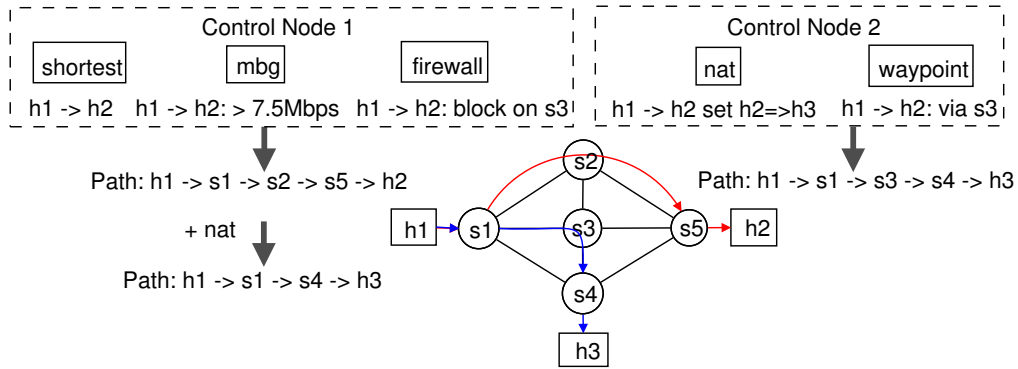 Control Node 1
shortest
mbg
firewall
h1 -> h2
h1 -> h2: > 7.5Mbps
h1 -> h2: block on s3
Control Node 2
nat
waypoint
h1 -> h2 set h2=>h3
h1 -> h2: via s3
Path: h1 -> s1 -> s2 -> s5 -> h2
+ nat
Path: h1 -> s1 -> s4 -> h3
Path: h1 -> s1 -> s3 -> s4 -> h3
s2
h1
s1
s3
s5
h2
s4
h3